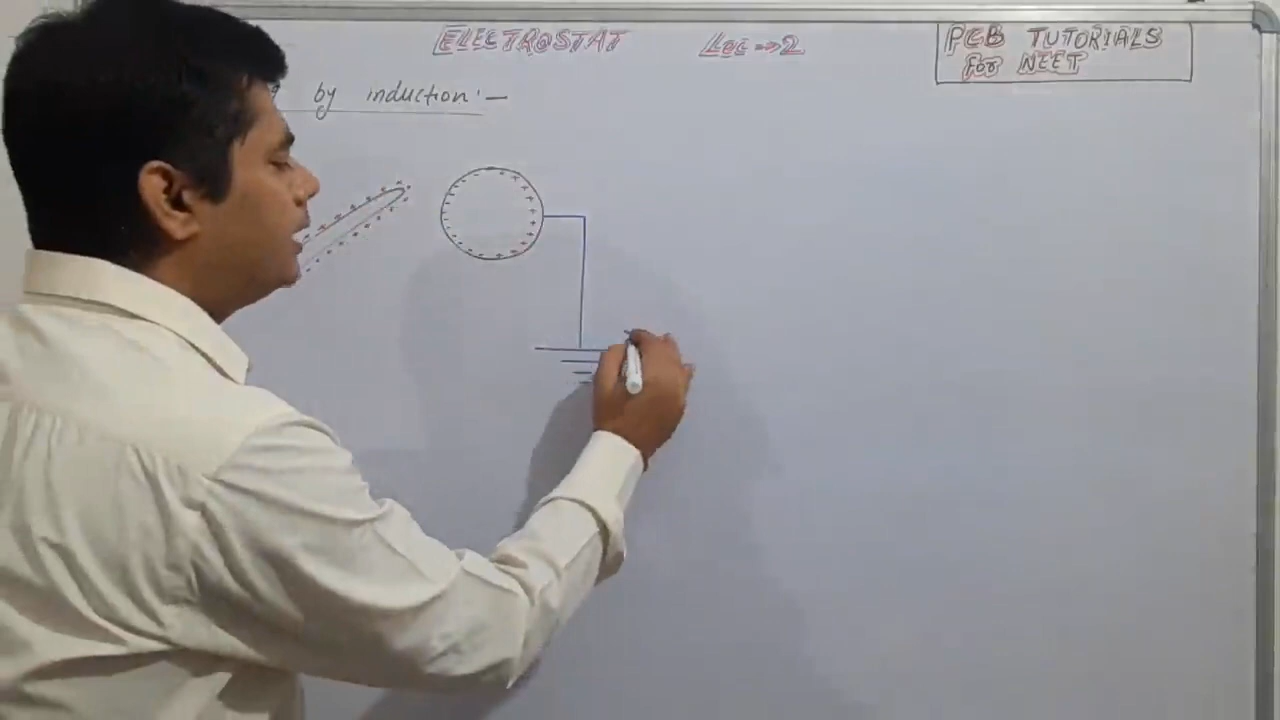 ELECTROSTAT Lec → 2
PCB TUTORIALS
for NEET
by induction:-